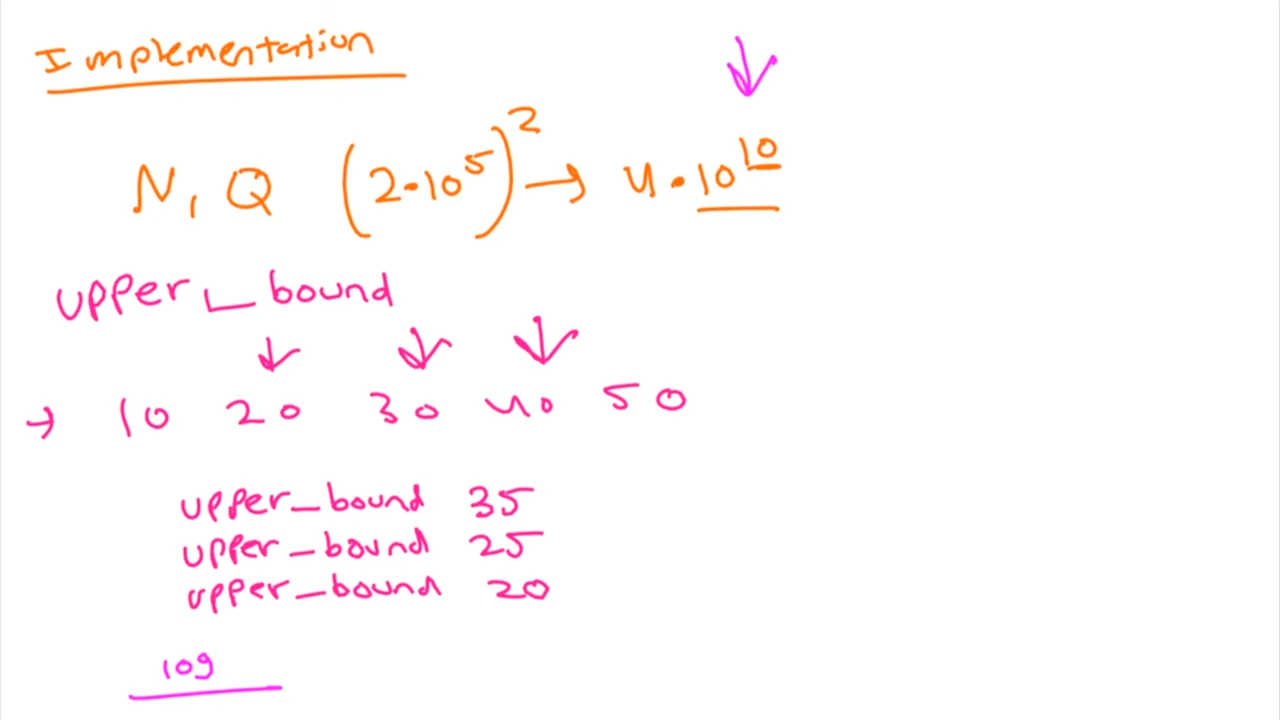 Implementation
N, Q (2·10^5)^2 → 4·10^10
upper_bound
→ 10 20 30 40 50
upper_bound 35
upper_bound 25
upper_bound 20
log